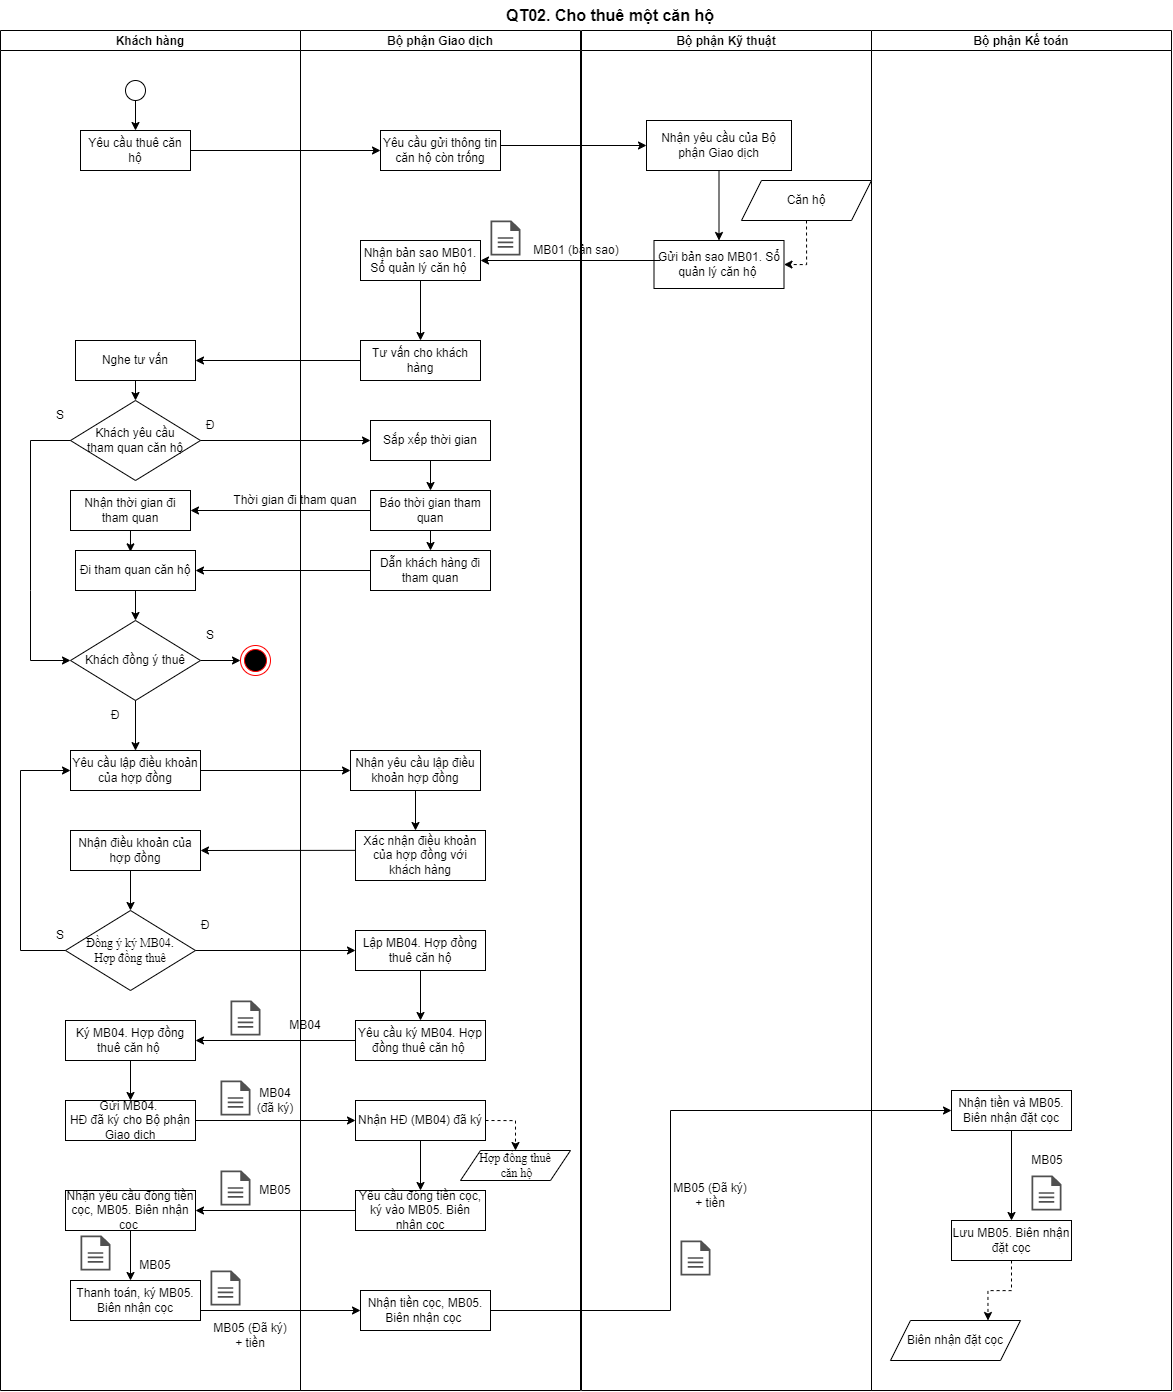 QT02. Cho thuê một căn hộ
Khách hàng
Bộ phận Giao dịch
Bộ phận Kỹ thuật
Bộ phận Kế toán
Yêu cầu thuê căn
hộ
Yêu cầu gửi thông tin
căn hộ còn trống
Nhận yêu cầu của Bộ
phận Giao dịch
Căn hộ
Nhận bản sao MB01.
Sổ quản lý căn hộ
MB01 (bản sao)
Gửi bản sao MB01. Sổ
quản lý căn hộ
Nghe tư vấn
Tư vấn cho khách
hàng
S
Khách yêu cầu
tham quan căn hộ
Đ
Sắp xếp thời gian
Nhận thời gian đi
tham quan
Thời gian đi tham quan
Báo thời gian tham
quan
Đi tham quan căn hộ
Dẫn khách hàng đi
tham quan
Khách đồng ý thuê
S
Đ
Yêu cầu lập điều khoản
của hợp đồng
Nhận yêu cầu lập điều
khoản hợp đồng
Nhận điều khoản của
hợp đồng
Xác nhận điều khoản
của hợp đồng với
khách hàng
S
Đồng ý ký MB04.
Hợp đồng thuê
Đ
Lập MB04. Hợp đồng
thuê căn hộ
Ký MB04. Hợp đồng
thuê căn hộ
MB04
Yêu cầu ký MB04. Hợp
đồng thuê căn hộ
Gửi MB04.
HĐ đã ký cho Bộ phận
Giao dịch
MB04
(đã ký)
Nhận HĐ (MB04) đã ký
Hợp đồng thuê
căn hộ
Nhận tiền và MB05.
Biên nhận đặt cọc
Nhận yêu cầu đóng tiền
cọc, MB05. Biên nhận
cọc
MB05
Yêu cầu đóng tiền cọc,
ký vào MB05. Biên
nhận cọc
MB05 (Đã ký)
+ tiền
MB05
Lưu MB05. Biên nhận
đặt cọc
MB05
Thanh toán, ký MB05.
Biên nhận cọc
MB05 (Đã ký)
+ tiền
Nhận tiền cọc, MB05.
Biên nhận cọc
Biên nhận đặt cọc